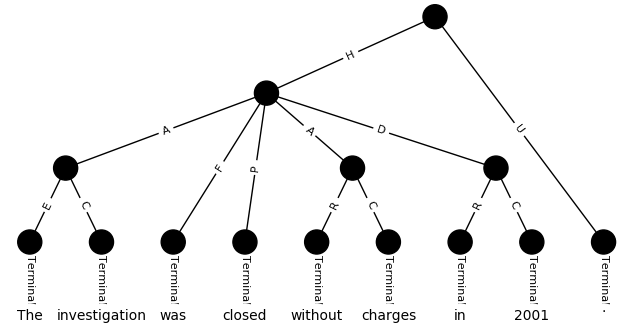 H
A F P A D U
E C R C R C
Terminal Terminal Terminal Terminal Terminal Terminal Terminal Terminal Terminal
The investigation was closed without charges in 2001 .